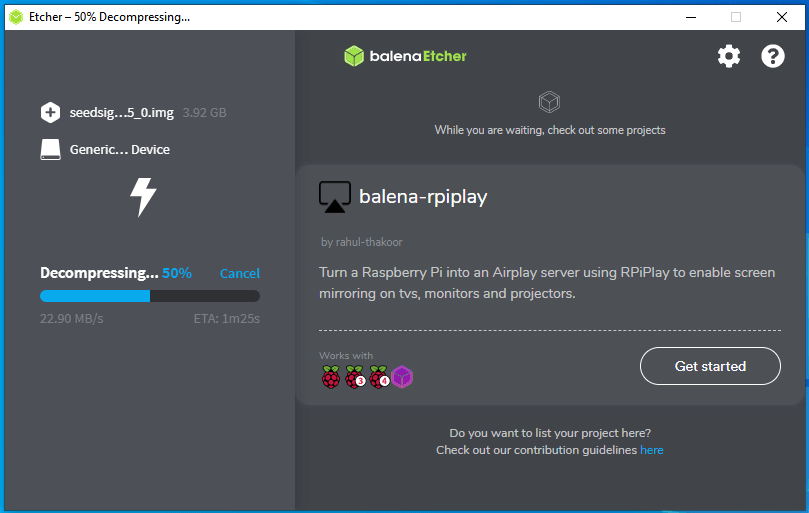 Etcher – 50% Decompressing...
balenaEtcher
seedsig...5_0.img 3.92 GB
Generic... Device
Decompressing... 50% Cancel
22.90 MB/s ETA: 1m25s
While you are waiting, check out some projects
balena-rpiplay
by rahul-thakoor
Turn a Raspberry Pi into an Airplay server using RPiPlay to enable screen
mirroring on tvs, monitors and projectors.
Works with
3 4
Get started
Do you want to list your project here?
Check out our contribution guidelines here